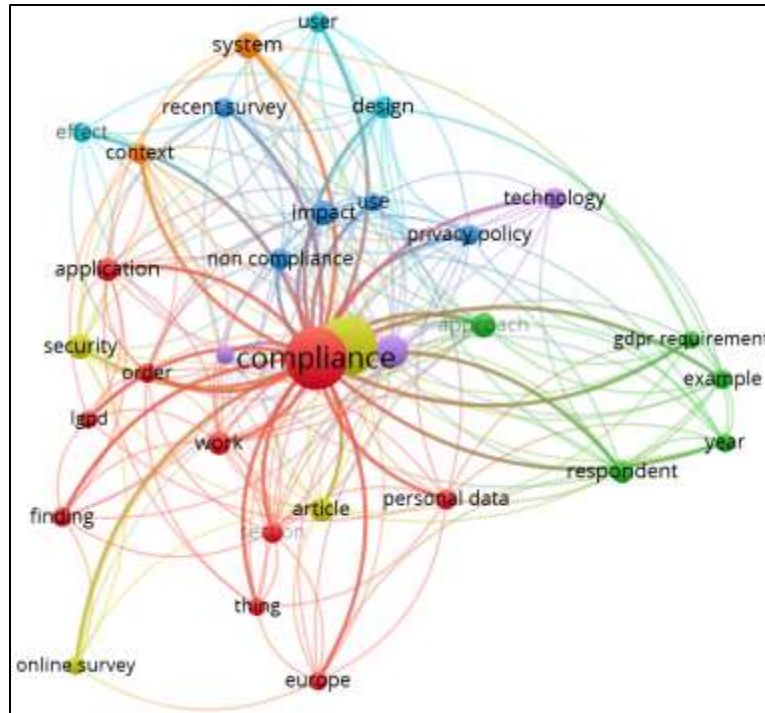 user
system
recent survey
design
effect
context
technology
impact
use
privacy policy
non compliance
application
approach
gdpr requirement
security
compliance
order
example
lgpd
work
year
respondent
personal data
article
finding
section
thing
online survey
europe